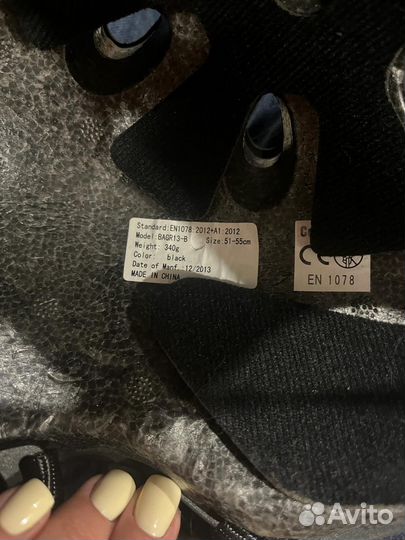 Standard:EN1078:2012+A1:2012
Model: BAGR13-B Size:51-55cm
Weight: 340g
Color: black
Date of Manf.:12/2013
MADE IN CHINA
CE
EN 1078
Avito